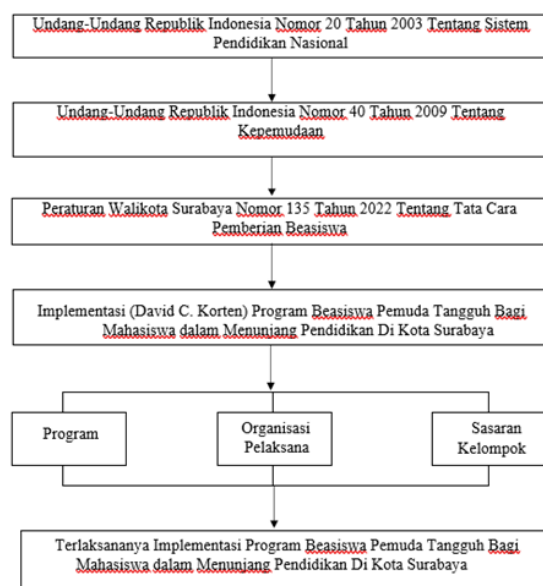 Undang-Undang Republik Indonesia Nomor 20 Tahun 2003 Tentang Sistem
Pendidikan Nasional
Undang-Undang Republik Indonesia Nomor 40 Tahun 2009 Tentang
Kepemudaan
Peraturan Walikota Surabaya Nomor 135 Tahun 2022 Tentang Tata Cara
Pemberian Beasiswa
Implementasi (David C. Korten) Program Beasiswa Pemuda Tangguh Bagi
Mahasiswa dalam Menunjang Pendidikan Di Kota Surabaya
Program
Organisasi
Pelaksana
Sasaran
Kelompok
Terlaksananya Implementasi Program Beasiswa Pemuda Tangguh Bagi
Mahasiswa dalam Menunjang Pendidikan Di Kota Surabaya